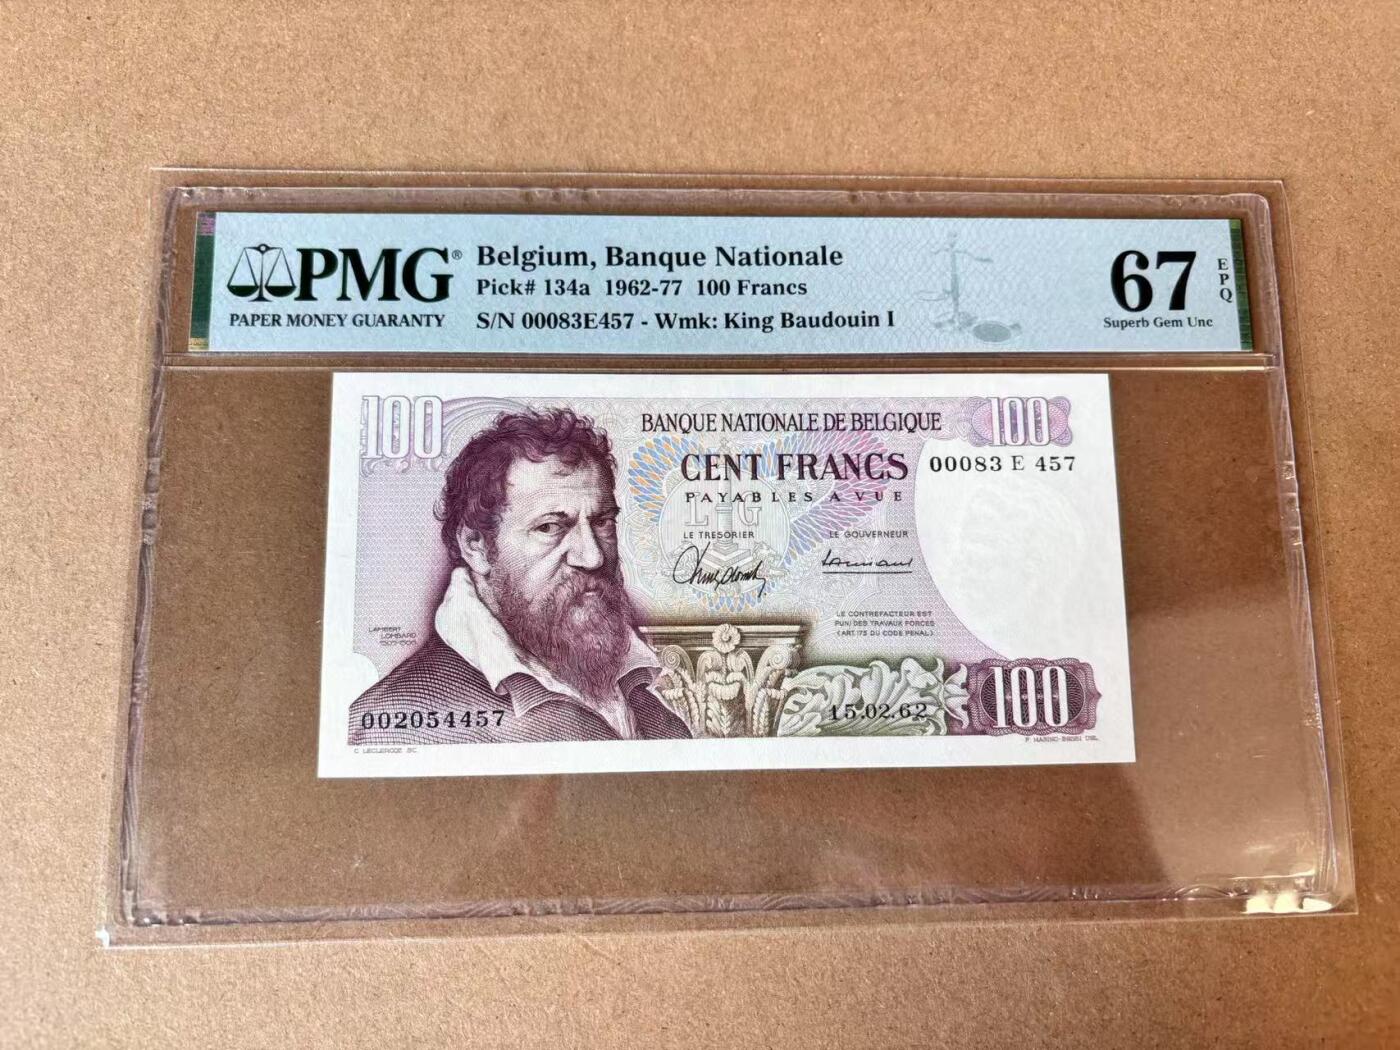 PMG®
PAPER MONEY GUARANTY
Belgium, Banque Nationale
Pick# 134a 1962-77 100 Francs
S/N 00083E457 - Wmk: King Baudouin I
67
EPQ
Superb Gem Unc
100
BANQUE NATIONALE DE BELGIQUE
100
CENT FRANCS
00083 E 457
PAYABLES A VUE
LE TRESORIER
LE GOUVERNEUR
LE CONTREFACTEUR EST
PUNI DES TRAVAUX FORCES
(ART. 173 DU CODE PENAL)
LAMBERT
LOMBARD
1505-1566
002054457
15.02.62
100